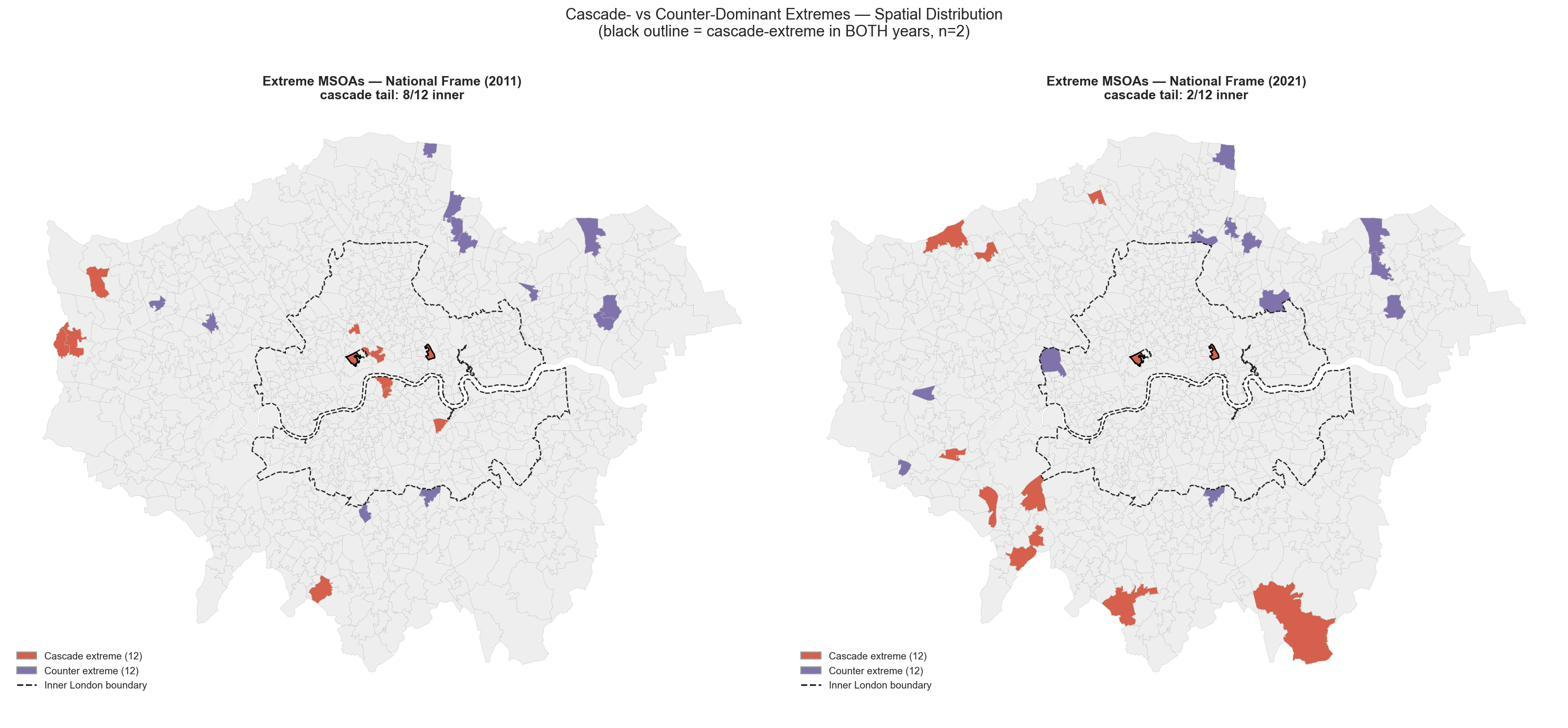 Cascade- vs Counter-Dominant Extremes — Spatial Distribution
(black outline = cascade-extreme in BOTH years, n=2)
Extreme MSOAs — National Frame (2011)
cascade tail: 8/12 inner
Extreme MSOAs — National Frame (2021)
cascade tail: 2/12 inner
Cascade extreme (12)
Counter extreme (12)
Inner London boundary
Cascade extreme (12)
Counter extreme (12)
Inner London boundary